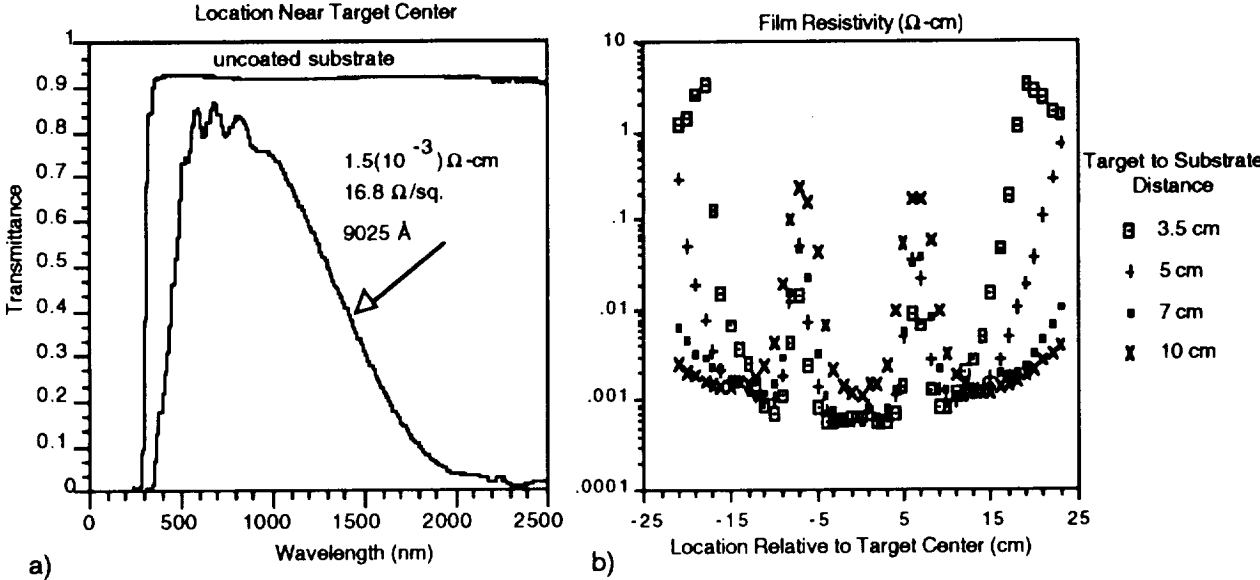 Location Near Target Center
1
0.9
0.8
0.7
0.6
0.5
0.4
0.3
0.2
0.1
0
Transmittance
uncoated substrate
1.5(10 -3) Ω-cm
16.8 Ω/sq.
9025 Å
0 500 1000 1500 2000 2500
Wavelength (nm)
a)
Film Resistivity (Ω-cm)
10
1
.1
.01
.001
.0001
-25 -15 -5 5 15 25
Location Relative to Target Center (cm)
b)
Target to Substrate
Distance
3.5 cm
5 cm
7 cm
10 cm